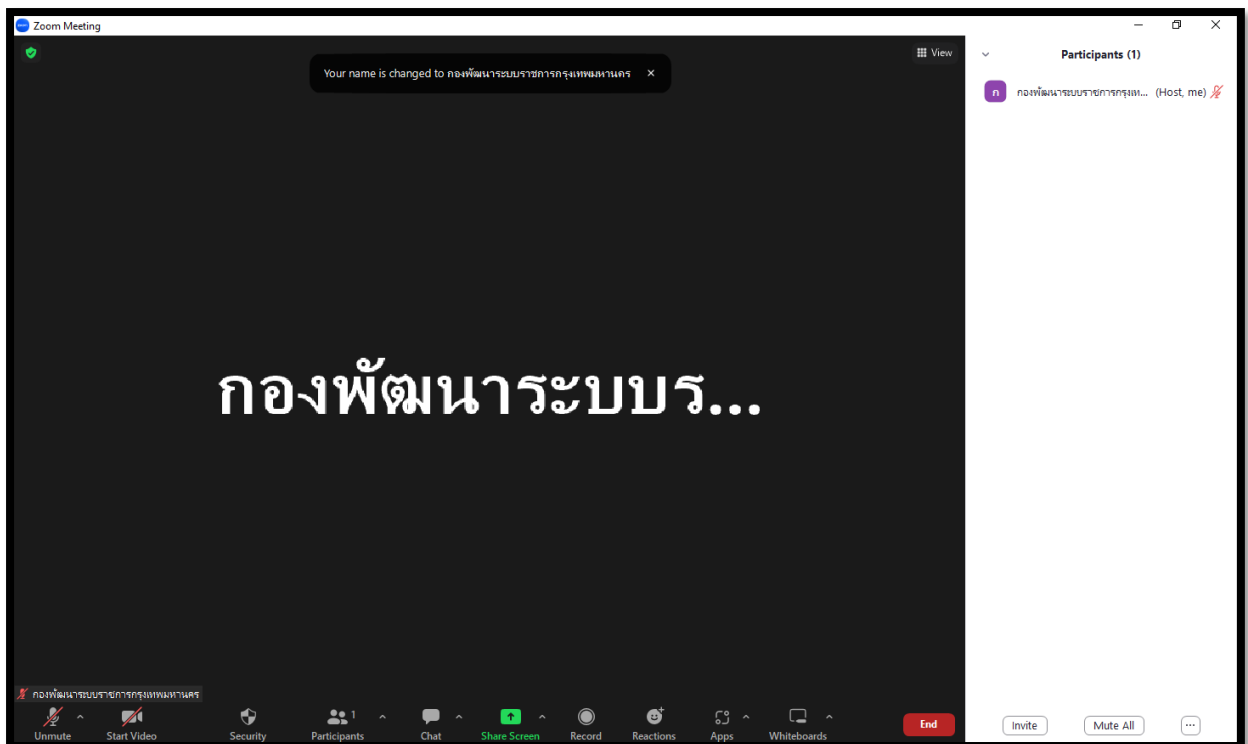 Zoom Meeting
Your name is changed to กองพัฒนาระบบราชการกรุงเทพมหานคร ×
View
Participants (1)
ก กองพัฒนาระบบราชการกรุงเท... (Host, me)
กองพัฒนาระบบร...
กองพัฒนาระบบราชการกรุงเทพมหานคร
1
Unmute Start Video Security Participants Chat Share Screen Record Reactions Apps Whiteboards End
Invite Mute All ...